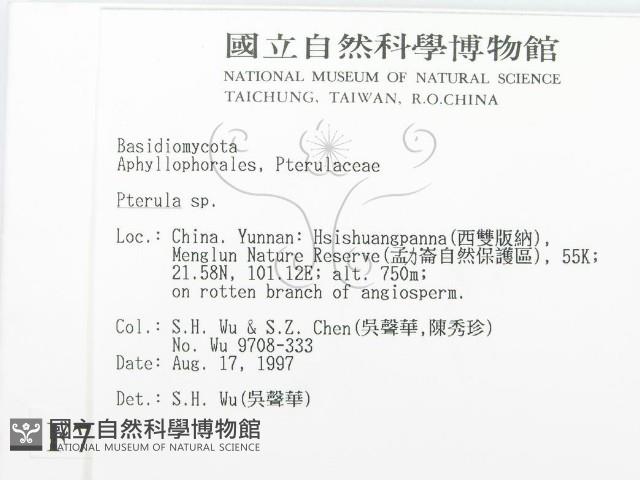 國立自然科學博物館
NATIONAL MUSEUM OF NATURAL SCIENCE
TAICHUNG, TAIWAN, R.O.CHINA
Basidiomycota
Aphyllophorales, Pterulaceae
Pterula sp.
Loc.: China. Yunnan: Hsishuangpanna(西雙版納),
Menglun Nature Reserve(孟力崙自然保護區), 55K;
21.58N, 101.12E; alt. 750m;
on rotten branch of angiosperm.
Col.: S.H. Wu & S.Z. Chen(吳聲華,陳秀珍)
No. Wu 9708-333
Date: Aug. 17, 1997
Det.: S.H. Wu(吳聲華)
國立自然科學博物館
NATIONAL MUSEUM OF NATURAL SCIENCE